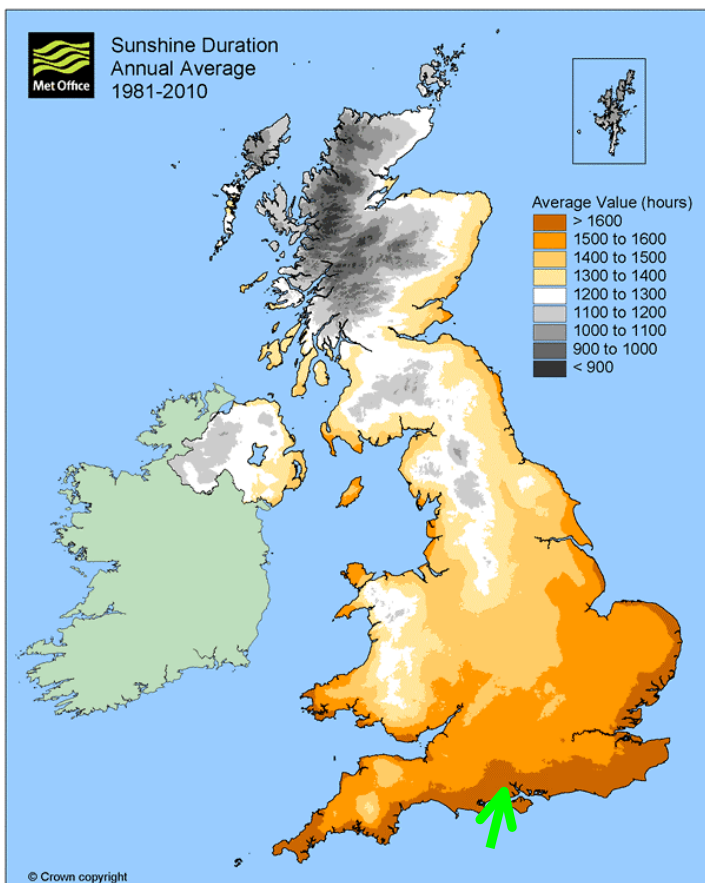 Met Office
Sunshine Duration
Annual Average
1981-2010
Average Value (hours)
> 1600
1500 to 1600
1400 to 1500
1300 to 1400
1200 to 1300
1100 to 1200
1000 to 1100
900 to 1000
< 900
© Crown copyright